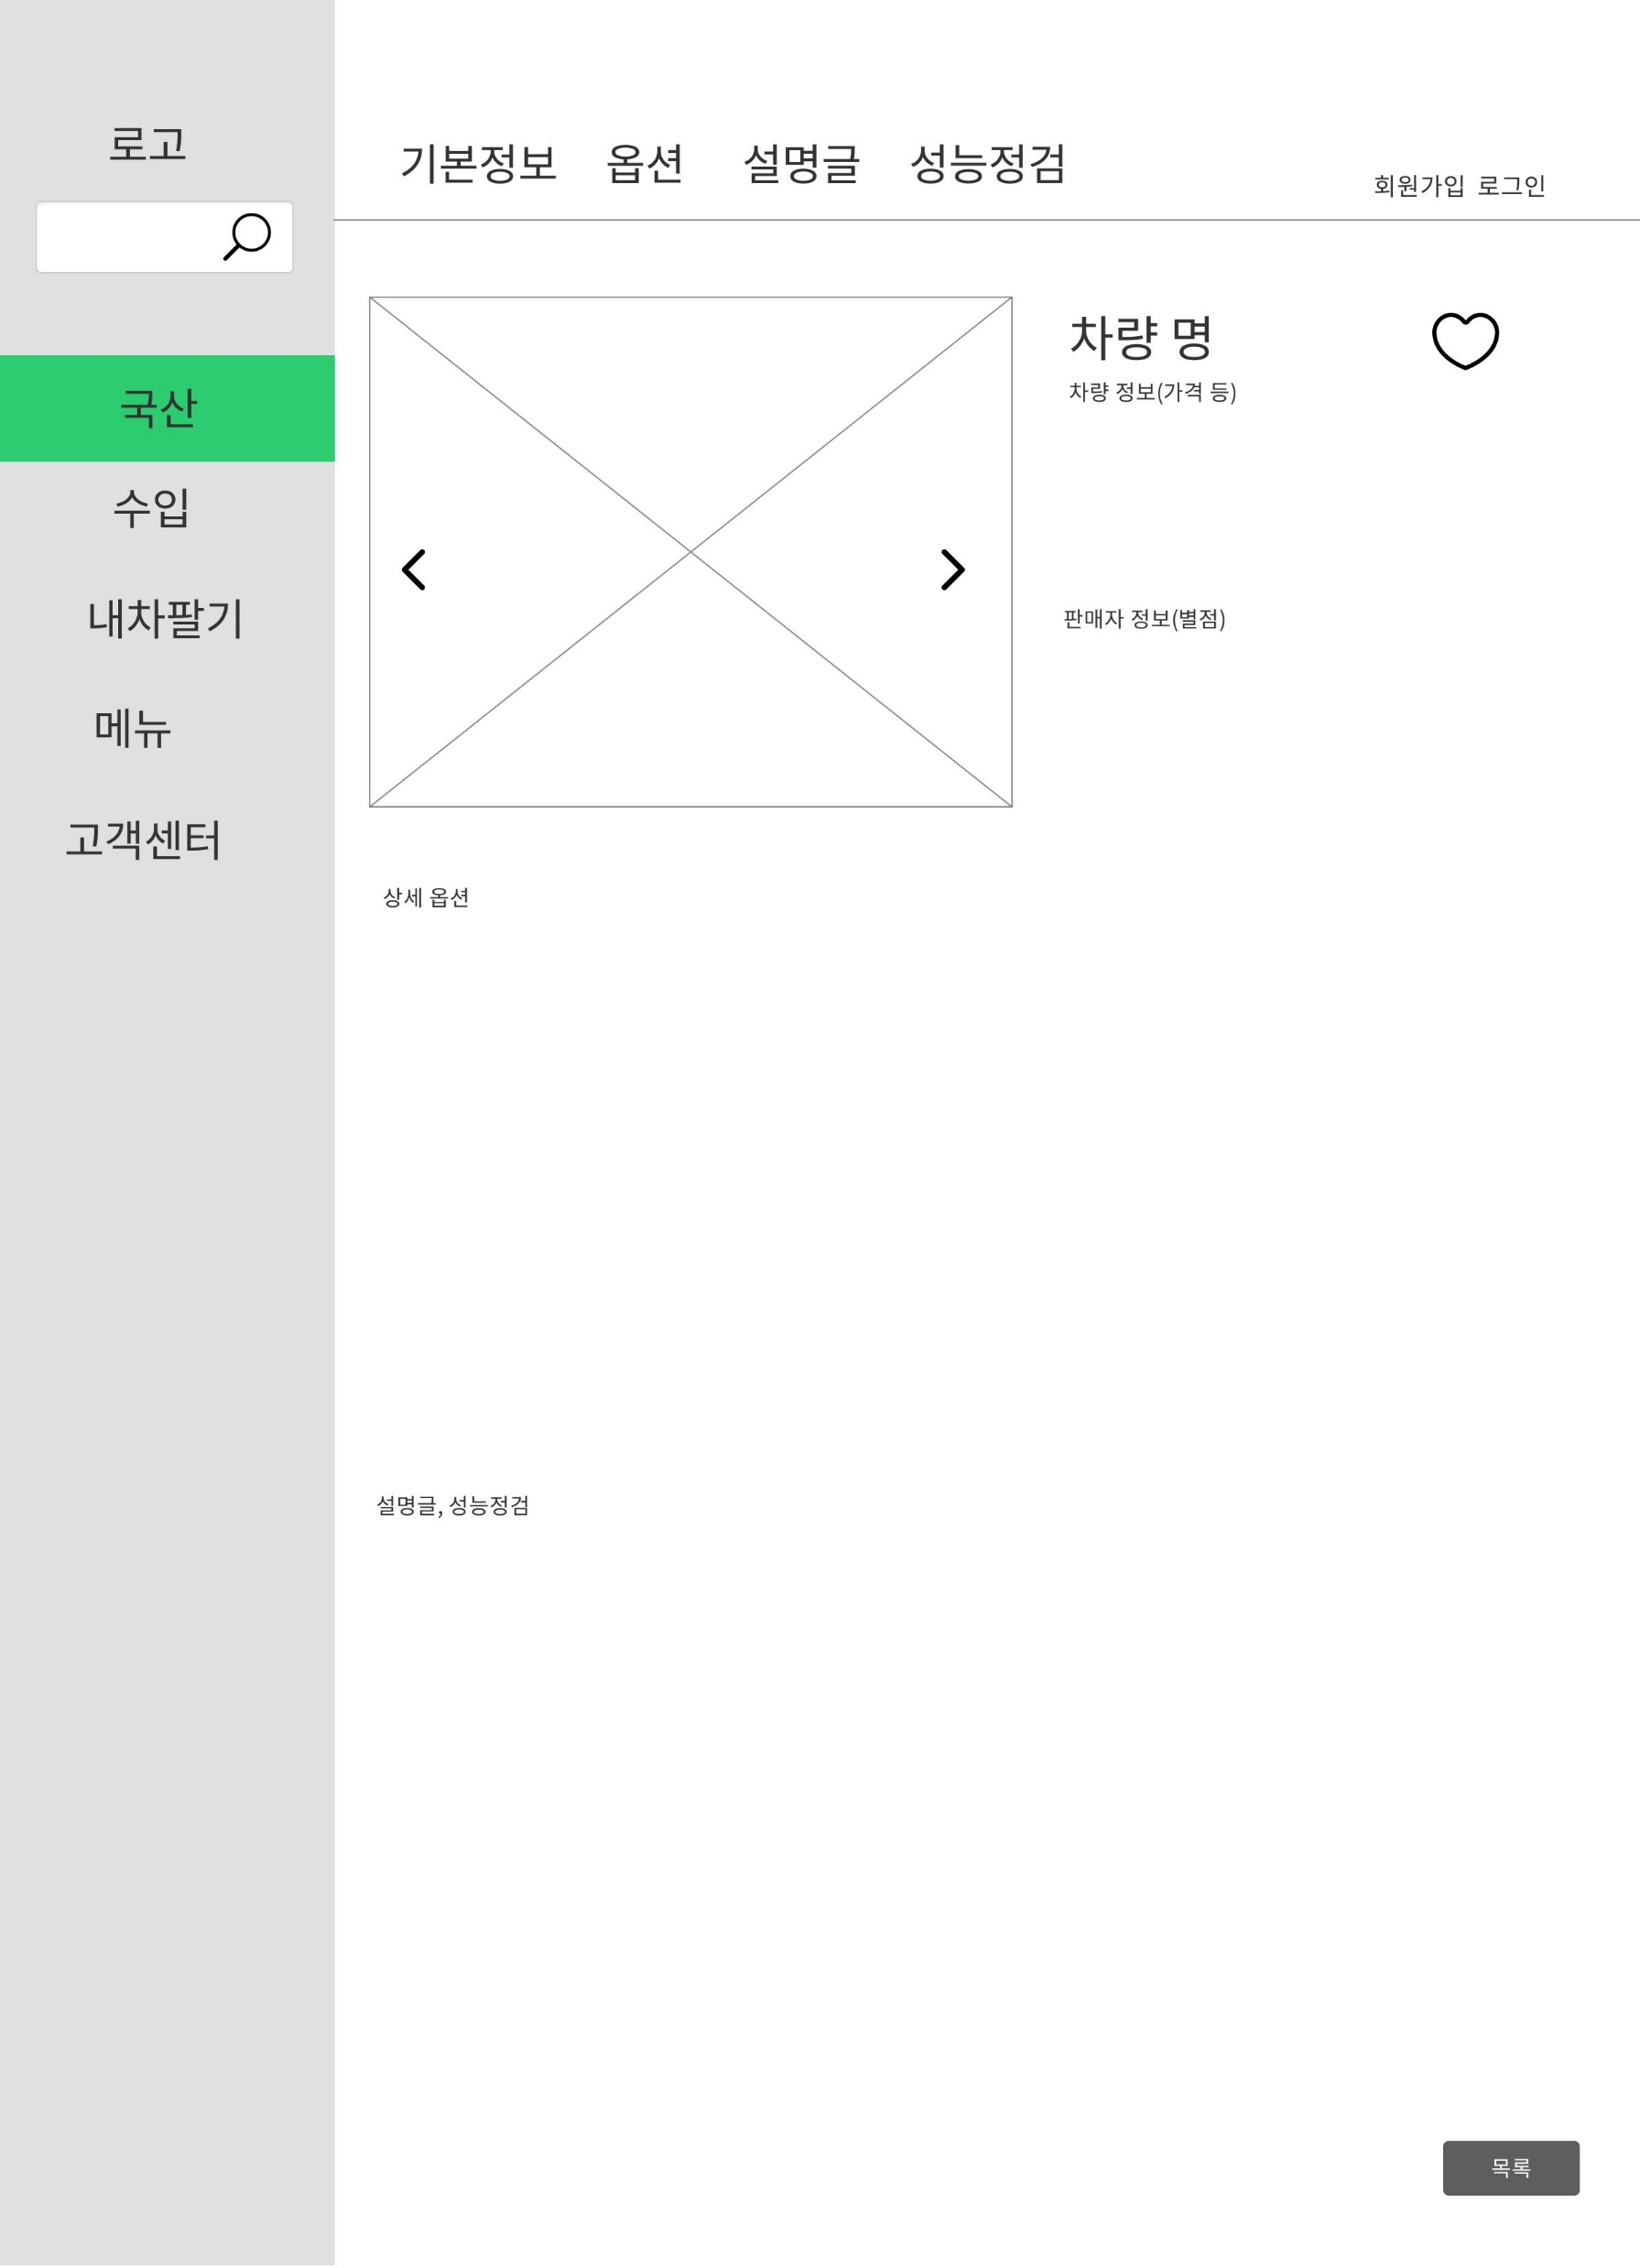 로고
국산
수입
내차팔기
메뉴
고객센터
기본정보 옵션 설명글 성능점검
회원가입 로그인
차량 명
차량 정보(가격 등)
판매자 정보(별점)
상세 옵션
설명글, 성능점검
목록